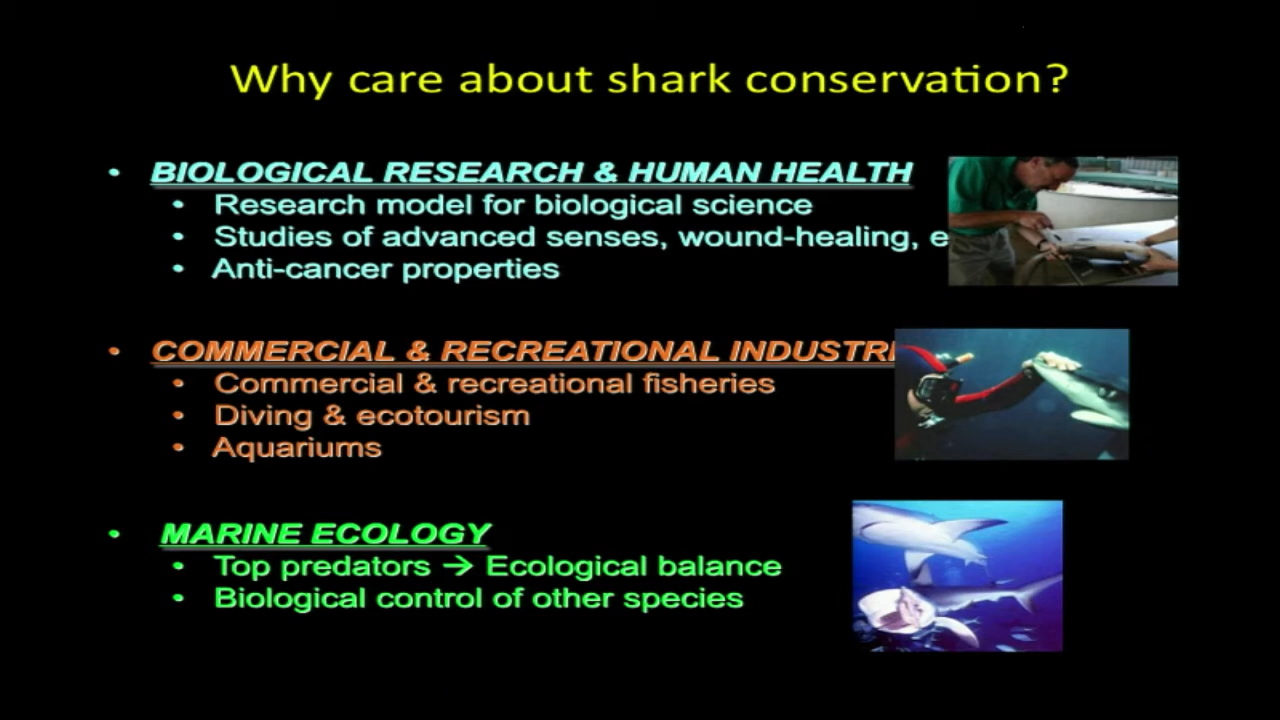 Why care about shark conservation?
• BIOLOGICAL RESEARCH & HUMAN HEALTH
• Research model for biological science
• Studies of advanced senses, wound-healing, e
• Anti-cancer properties
• COMMERCIAL & RECREATIONAL INDUSTRI
• Commercial & recreational fisheries
• Diving & ecotourism
• Aquariums
• MARINE ECOLOGY
• Top predators → Ecological balance
• Biological control of other species